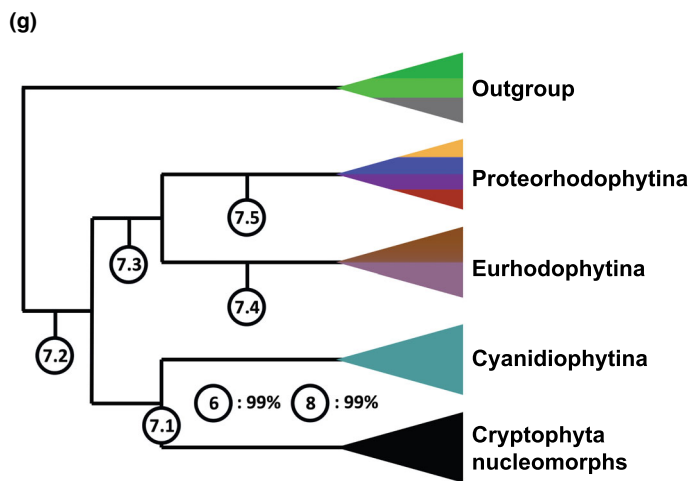 (g)
Outgroup
Proteorhodophytina
7.5
7.3
Eurhodophytina
7.4
7.2
Cyanidiophytina
6 : 99% 8 : 99%
7.1
Cryptophyta
nucleomorphs